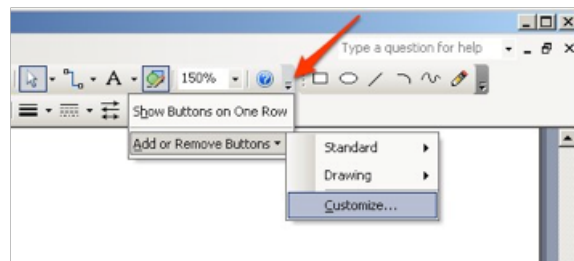 Type a question for help
A
150%
Show Buttons on One Row
Add or Remove Buttons
Standard
Drawing
Customize...